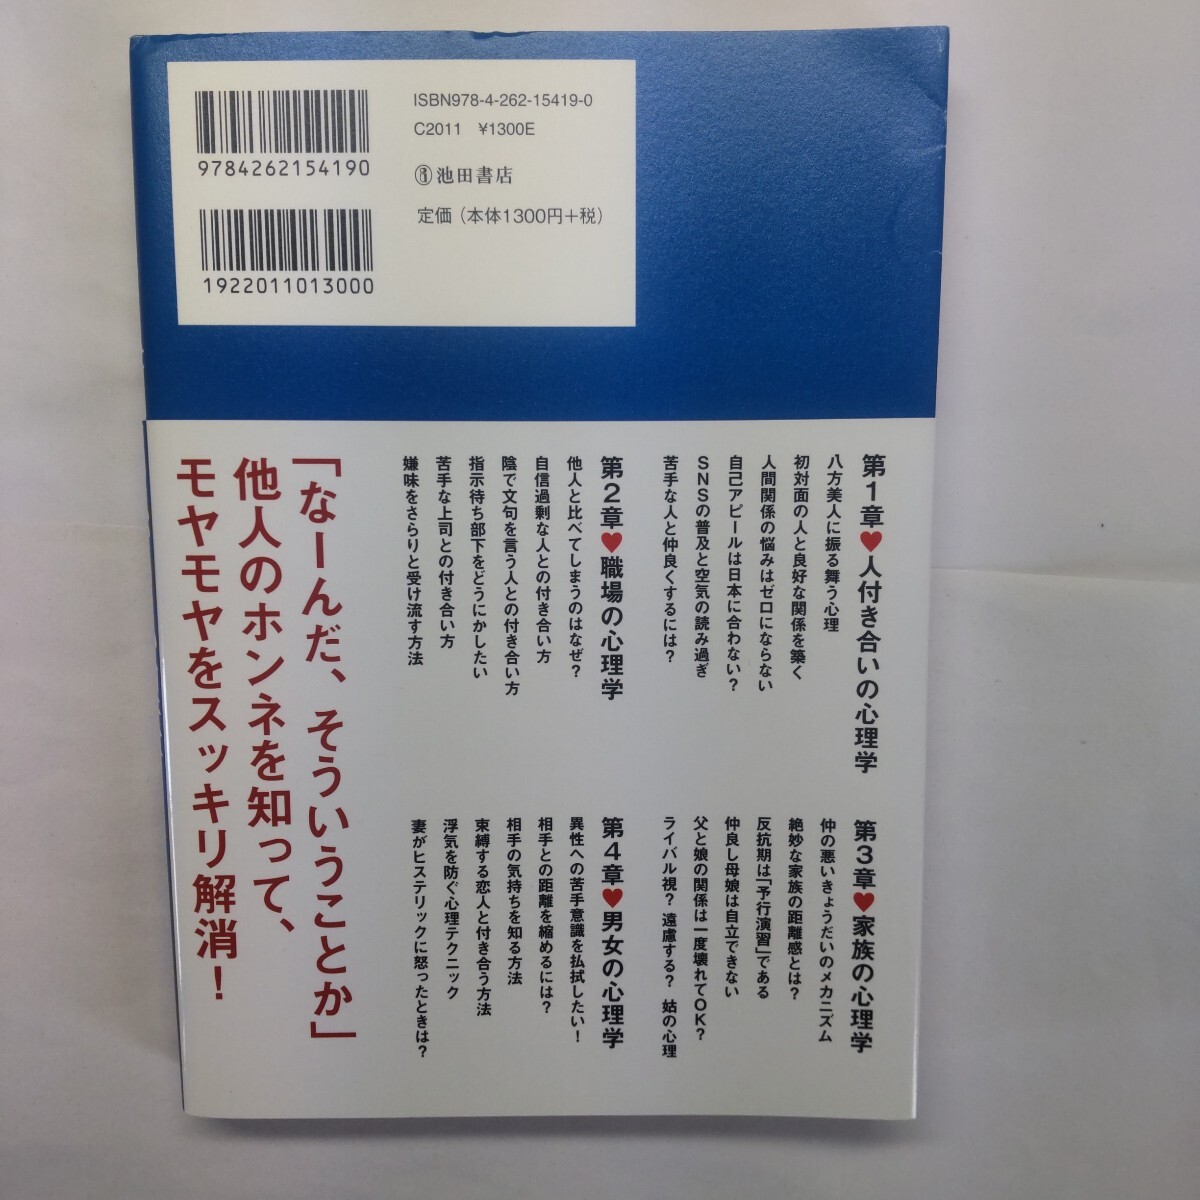 ISBN978-4-262-15419-0
C2011 ¥1300E
9784262154190
池田書店
定価（本体1300円+税）
1922011013000
第1章♥人付き合いの心理学
八方美人に振る舞う心理
初対面の人と良好な関係を築く
人間関係の悩みはゼロにならない
自己アピールは日本に合わない？
SNSの普及と空気の読み過ぎ
苦手な人と仲良くするには？
第2章♥職場の心理学
他人と比べてしまうのはなぜ？
自信過剰な人との付き合い方
陰で文句を言う人との付き合い方
指示待ち部下をどうにかしたい
苦手な上司との付き合い方
嫌味をさらりと受け流す方法
第3章♥家族の心理学
仲の悪いきょうだいのメカニズム
絶妙な家族の距離感とは？
反抗期は「予行演習」である
仲良し母娘は自立できない
父と娘の関係は一度壊れてOK？
ライバル視？ 遠慮する？ 姑の心理
第4章♥男女の心理学
異性への苦手意識を払拭したい！
相手との距離を縮めるには？
相手の気持ちを知る方法
束縛する恋人と付き合う方法
浮気を防ぐ心理テクニック
妻がヒステリックに怒ったときは？
「なーんだ、そういうことか」
他人のホンネを知って、
モヤモヤをスッキリ解消！